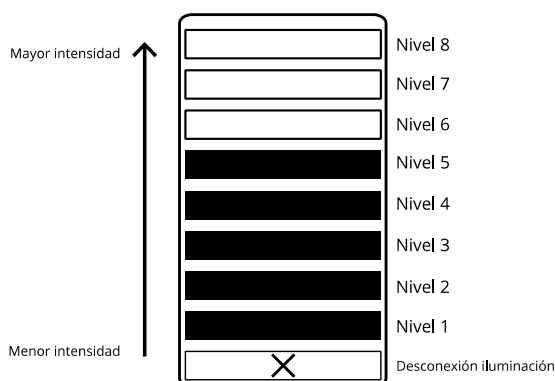 Nivel 8
Mayor intensidad
Nivel 7
Nivel 6
Nivel 5
Nivel 4
Nivel 3
Nivel 2
Nivel 1
Menor intensidad
Desconexión iluminación